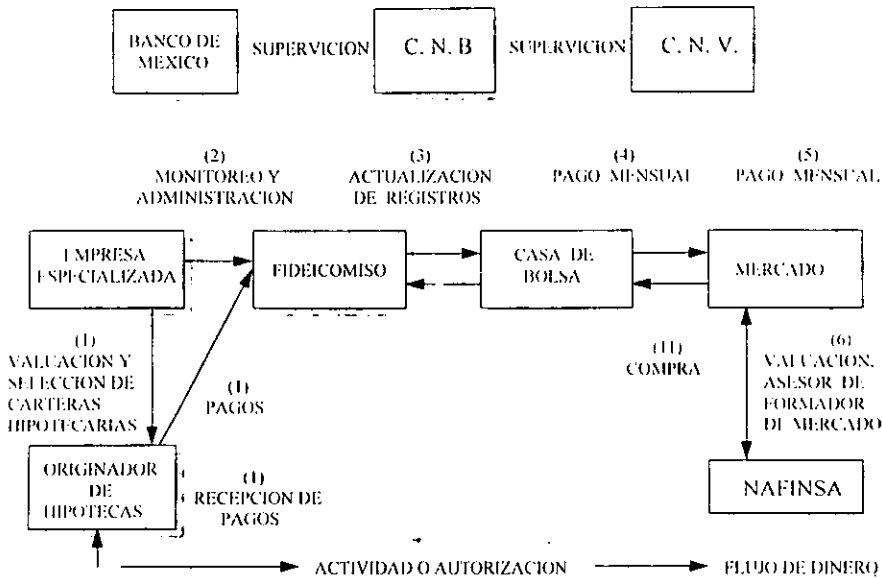 BANCO DE
MEXICO
SUPERVICION
C. N. B
SUPERVICION
C. N. V.
(2)
MONITOREO Y
ADMINISTRACION
(3)
ACTUALIZACION
DE REGISTROS
(4)
PAGO MENSUAL
(5)
PAGO MENSUAL
EMPRESA
ESPECIALIZADA
FIDEICOMISO
CASA DE
BOLSA
MERCADO
(1)
VALUACION Y
SELECCION DE
CARTERAS
HIPOTECARIAS
(1)
PAGOS
(11)
COMPRA
(6)
VALUACION.
ASESOR DE
FORMADOR
DE MERCADO
ORIGINADOR
DE
HIPOTECAS
(1)
RECEPCION DE
PAGOS
NAFINSA
ACTIVIDAD O AUTORIZACION
FLUJO DE DINERO